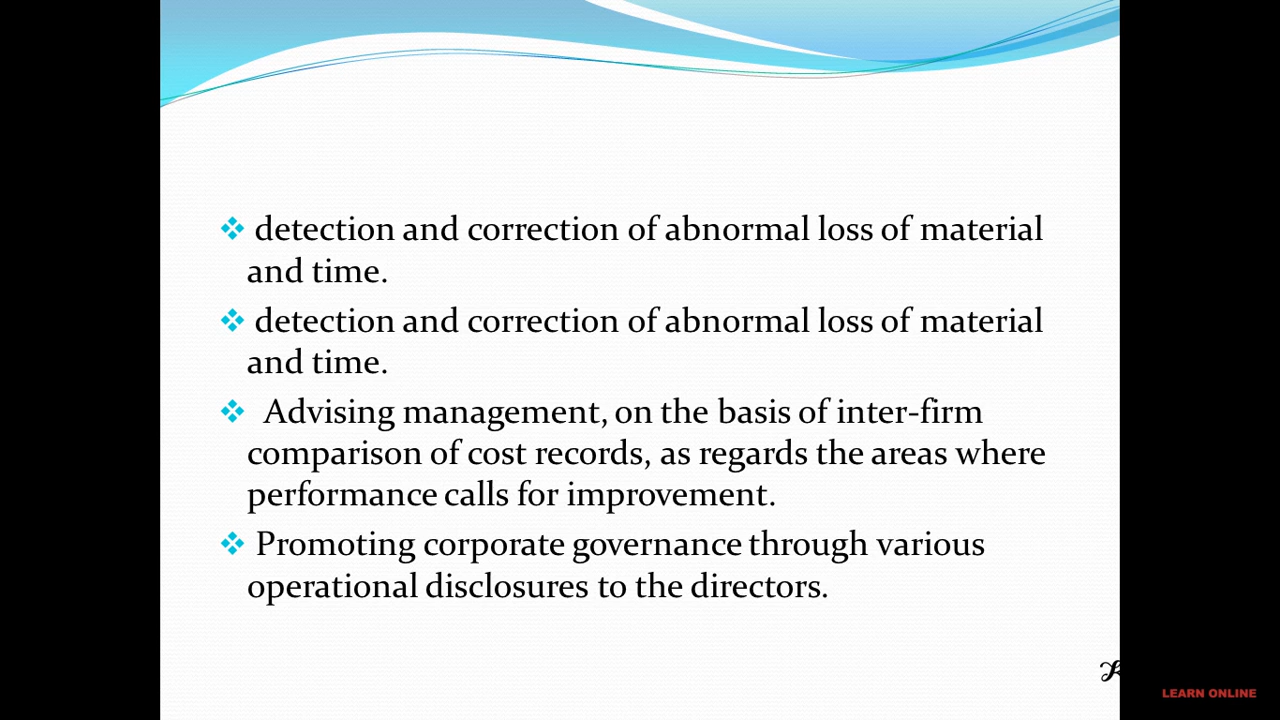 ❖ detection and correction of abnormal loss of material
and time.
❖ detection and correction of abnormal loss of material
and time.
❖ Advising management, on the basis of inter-firm
comparison of cost records, as regards the areas where
performance calls for improvement.
❖ Promoting corporate governance through various
operational disclosures to the directors.
LEARN ONLINE